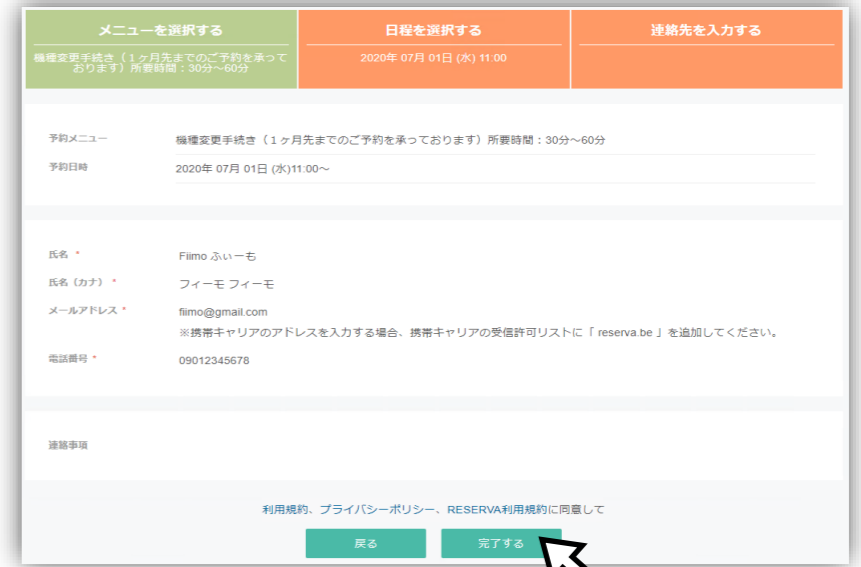 メニューを選択する
機種変更手続き（１ヶ月先までのご予約を承って
おります）所要時間：30分～60分
日程を選択する
2020年 07月 01日 (水) 11:00
連絡先を入力する
予約メニュー 機種変更手続き（１ヶ月先までのご予約を承っております）所要時間：30分～60分
予約日時 2020年 07月 01日 (水)11:00～
氏名 * Fiimo ふぃーも
氏名（カナ） * フィーモ フィーモ
メールアドレス * fiimo@gmail.com
※携帯キャリアのアドレスを入力する場合、携帯キャリアの受信許可リストに「 reserva.be 」を追加してください。
電話番号 * 09012345678
連絡事項
利用規約、プライバシーポリシー、RESERVA利用規約に同意して
戻る 完了する